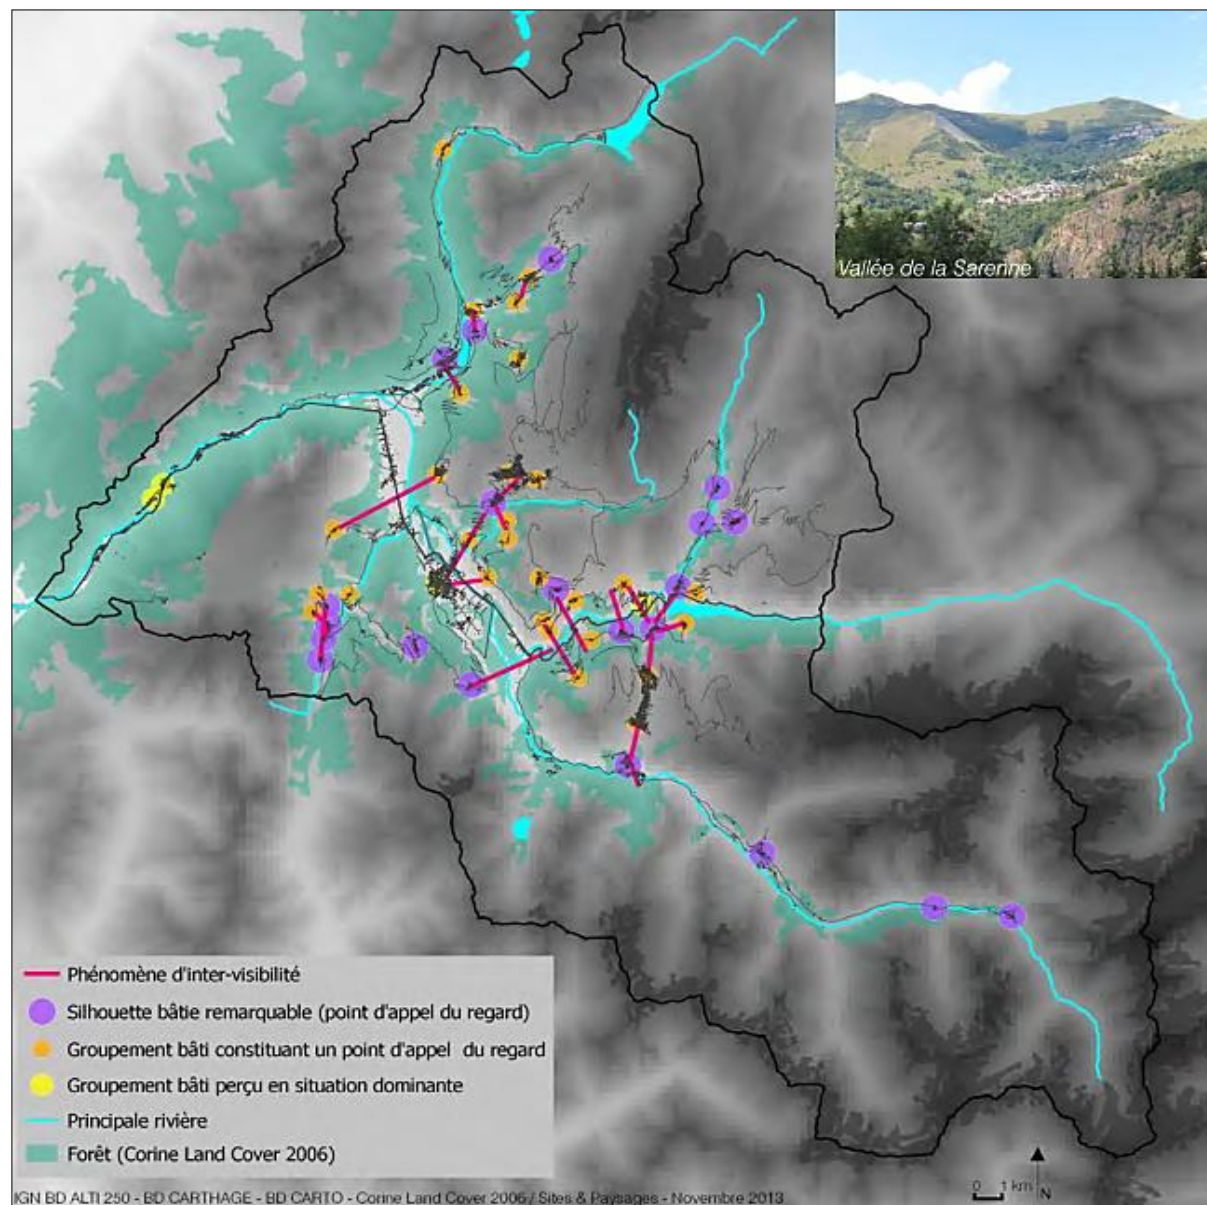 Vallée de la Sarenne
Phénomène d'inter-visibilité
Silhouette bâtie remarquable (point d'appel du regard)
Groupement bâti constituant un point d'appel du regard
Groupement bâti perçu en situation dominante
Principale rivière
Forêt (Corine Land Cover 2006)
IGN BD ALTI 250 - BD CARTHAGE - BD CARTO - Corine Land Cover 2006 / Sites & Paysages - Novembre 2013
0 1 km N